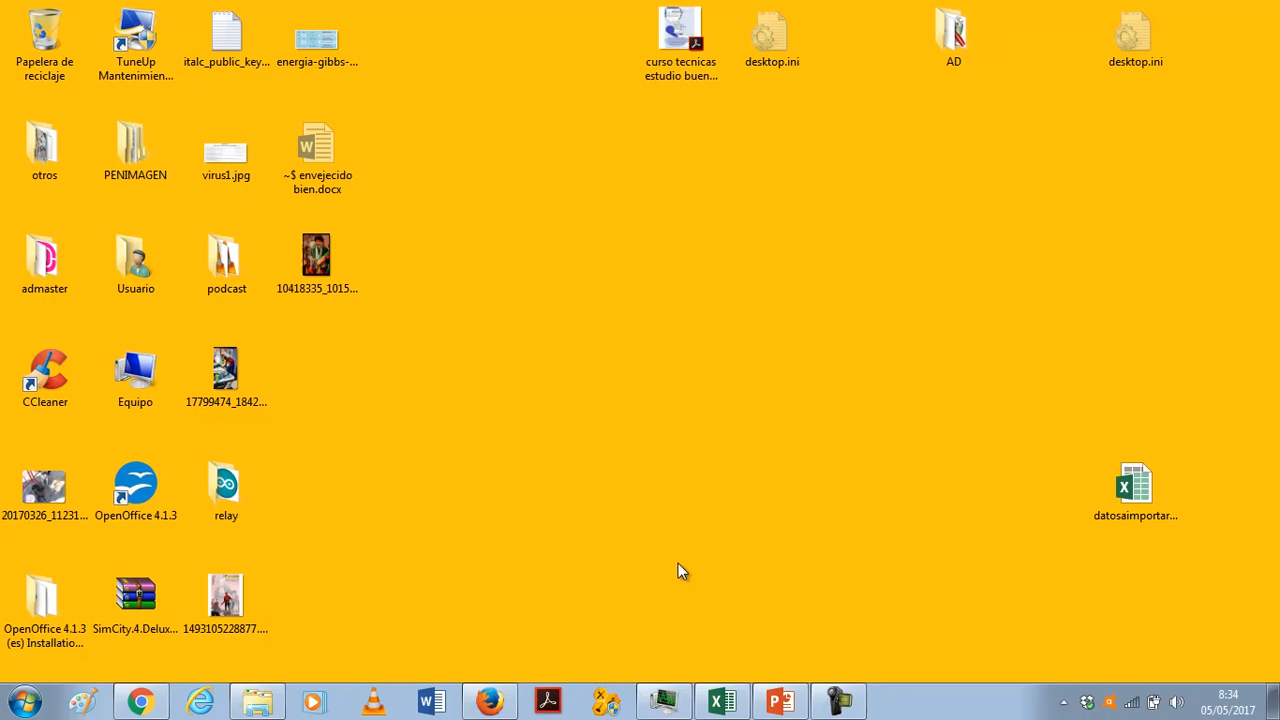 Papelera de
reciclaje
TuneUp
Mantenimien...
italc_public_key...
energia-gibbs-...
curso tecnicas
estudio buen...
desktop.ini
AD
desktop.ini
otros
PENIMAGEN
virus1.jpg
~$ envejecido
bien.docx
admaster
Usuario
podcast
10418335_1015...
CCleaner
Equipo
17799474_1842...
20170326_11231...
OpenOffice 4.1.3
relay
datosaimportar...
OpenOffice 4.1.3
(es) Installatio...
SimCity.4.Delux...
1493105228877....
8:34
05/05/2017